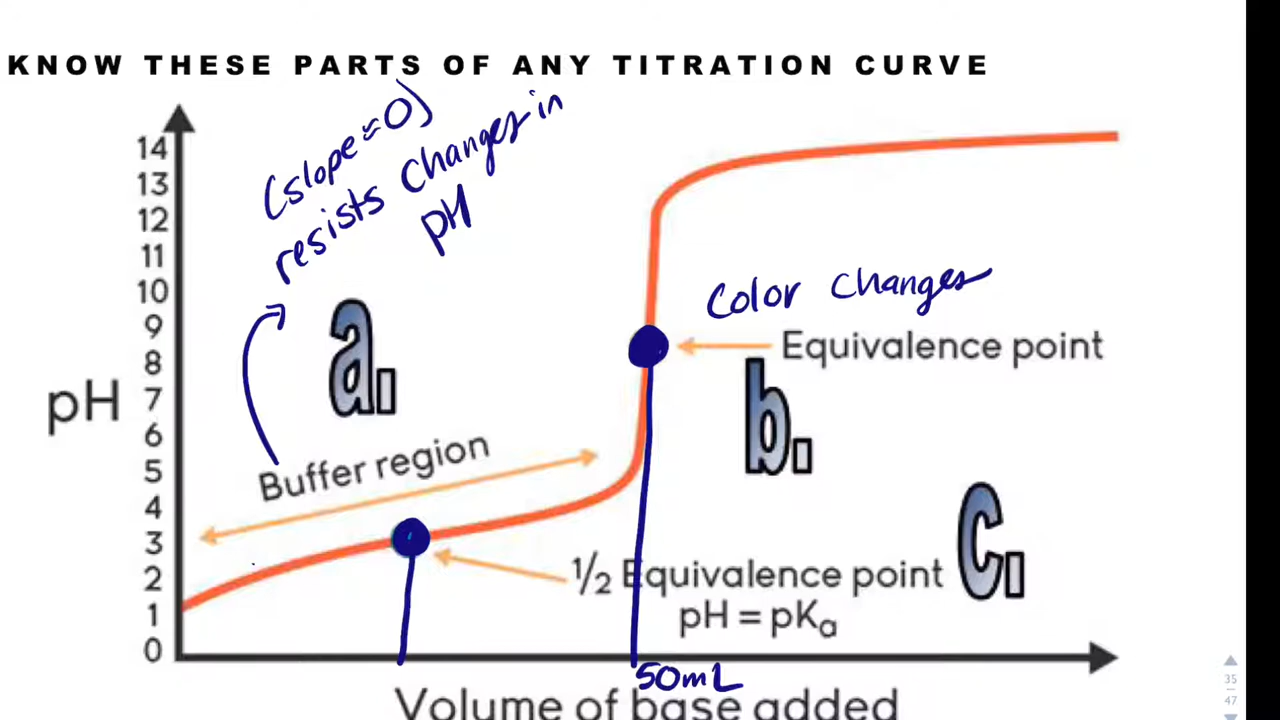 KNOW THESE PARTS OF ANY TITRATION CURVE
(slope≈0)
resists changes in
pH
14
13
12
11
10
9
8
7
6
5
4
3
2
1
0
pH
a.
Color changes
Equivalence point
b.
Buffer region
c.
1/2 Equivalence point
pH = pKa
50mL
Volume of base added
35
47